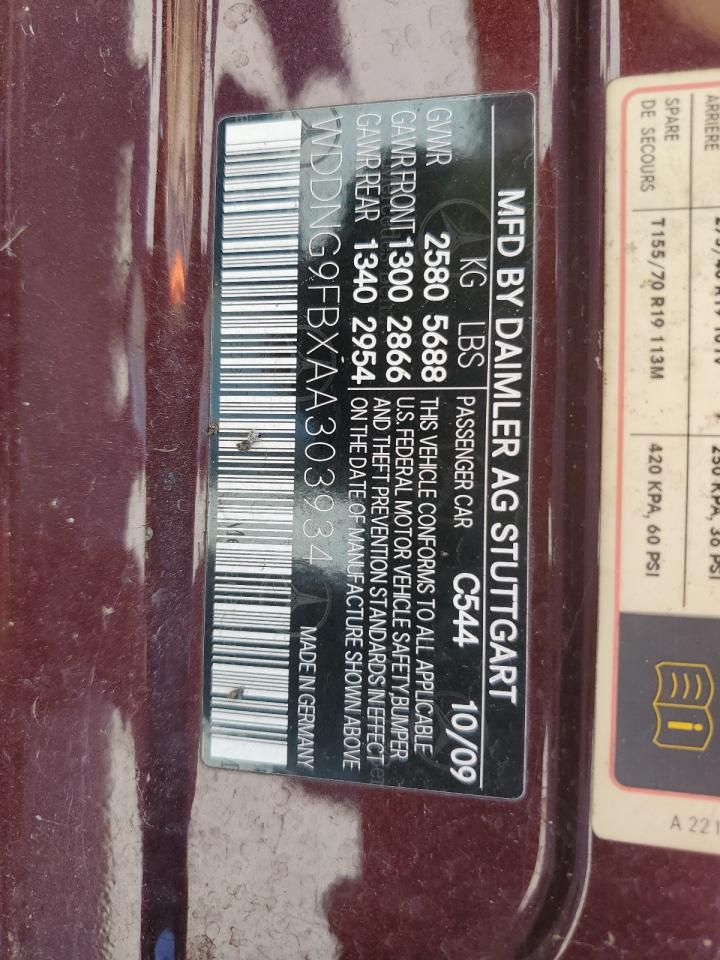 MFD BY DAIMLER AG STUTTGART
KG LBS PASSENGER CAR C544 10/09
GVWR 2580 5688
GAWR FRONT 1300 2866
GAWR REAR 1340 2954
THIS VEHICLE CONFORMS TO ALL APPLICABLE
U.S. FEDERAL MOTOR VEHICLE SAFETY,BUMPER
AND THEFT PREVENTION STANDARDS IN EFFECT
ON THE DATE OF MANUFACTURE SHOWN ABOVE
WDDNG9FBXAA303934 MADE IN GERMANY
ARRIERE
SPARE T155/70 R19 113M 420 KPA, 60 PSI
DE SECOURS
A 221